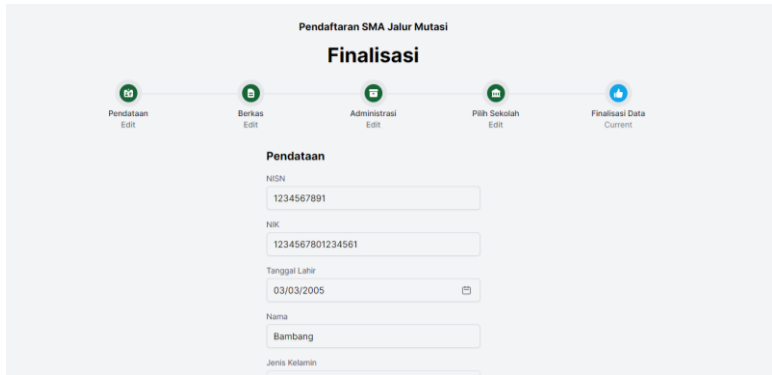 Pendaftaran SMA Jalur Mutasi
Finalisasi
Pendataan
Edit
Berkas
Edit
Administrasi
Edit
Pilih Sekolah
Edit
Finalisasi Data
Current
Pendataan
NISN
1234567891
NIK
1234567801234561
Tanggal Lahir
03/03/2005
Nama
Bambang
Jenis Kelamin